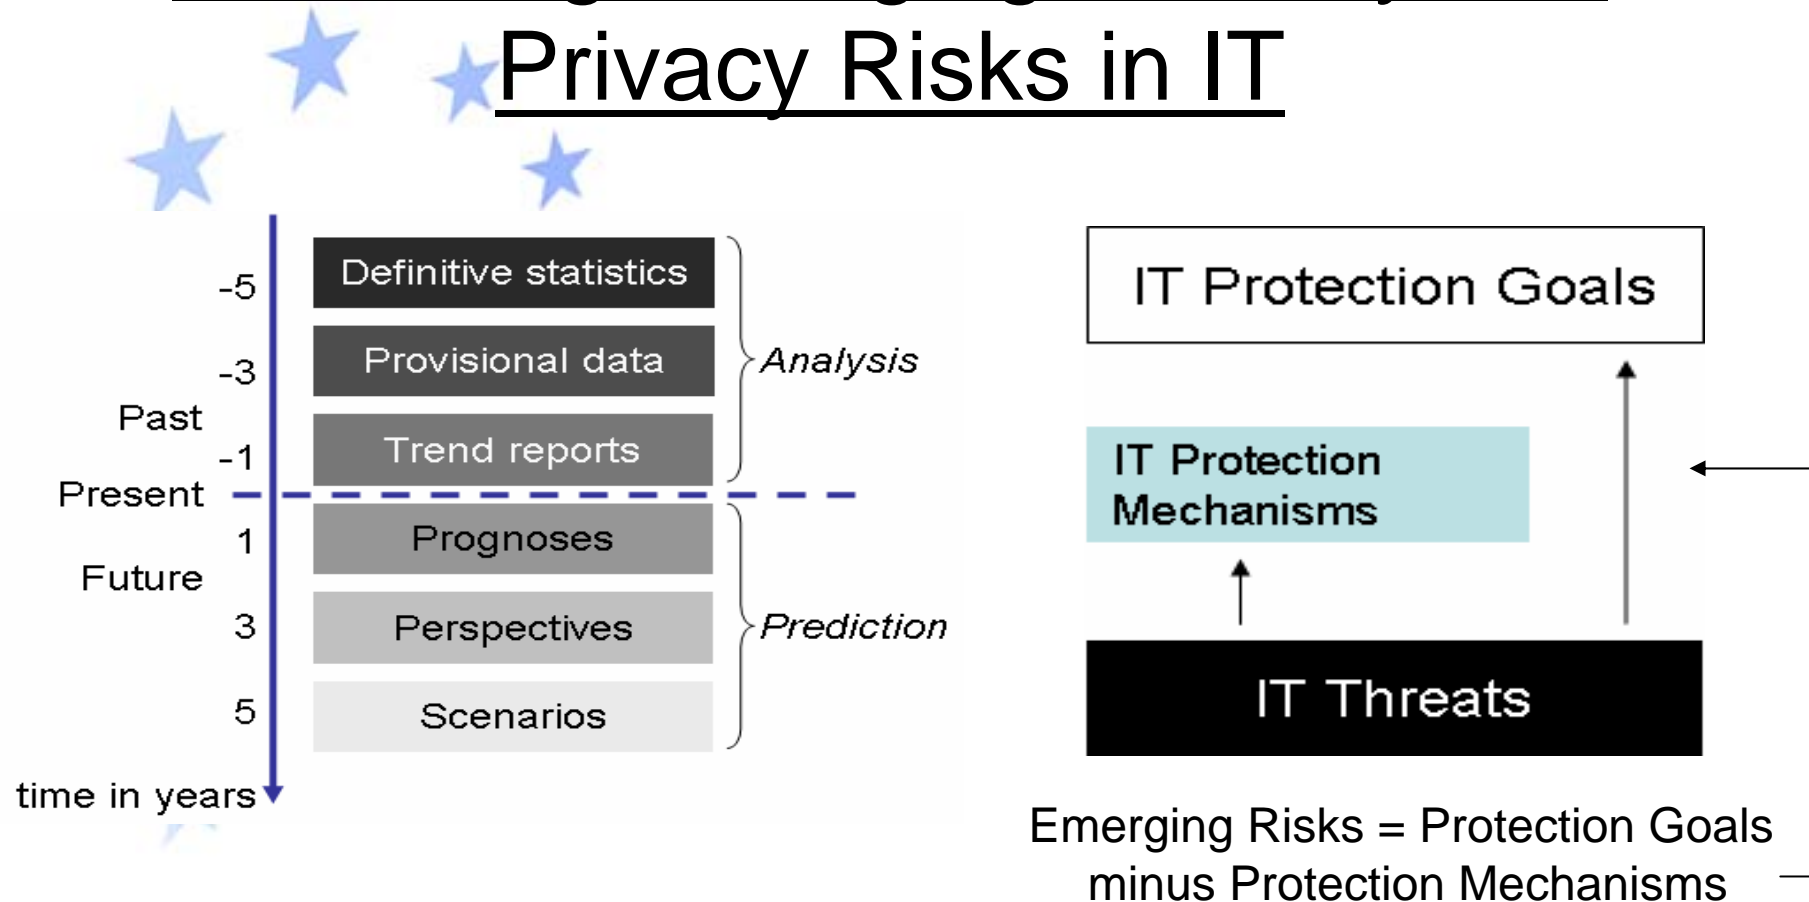 Privacy Risks in IT
-5
Definitive statistics
-3
Provisional data
Analysis
Past
-1
Trend reports
Present
1
Prognoses
Future
3
Perspectives
Prediction
5
Scenarios
time in years
IT Protection Goals
IT Protection
Mechanisms
IT Threats
Emerging Risks = Protection Goals
minus Protection Mechanisms